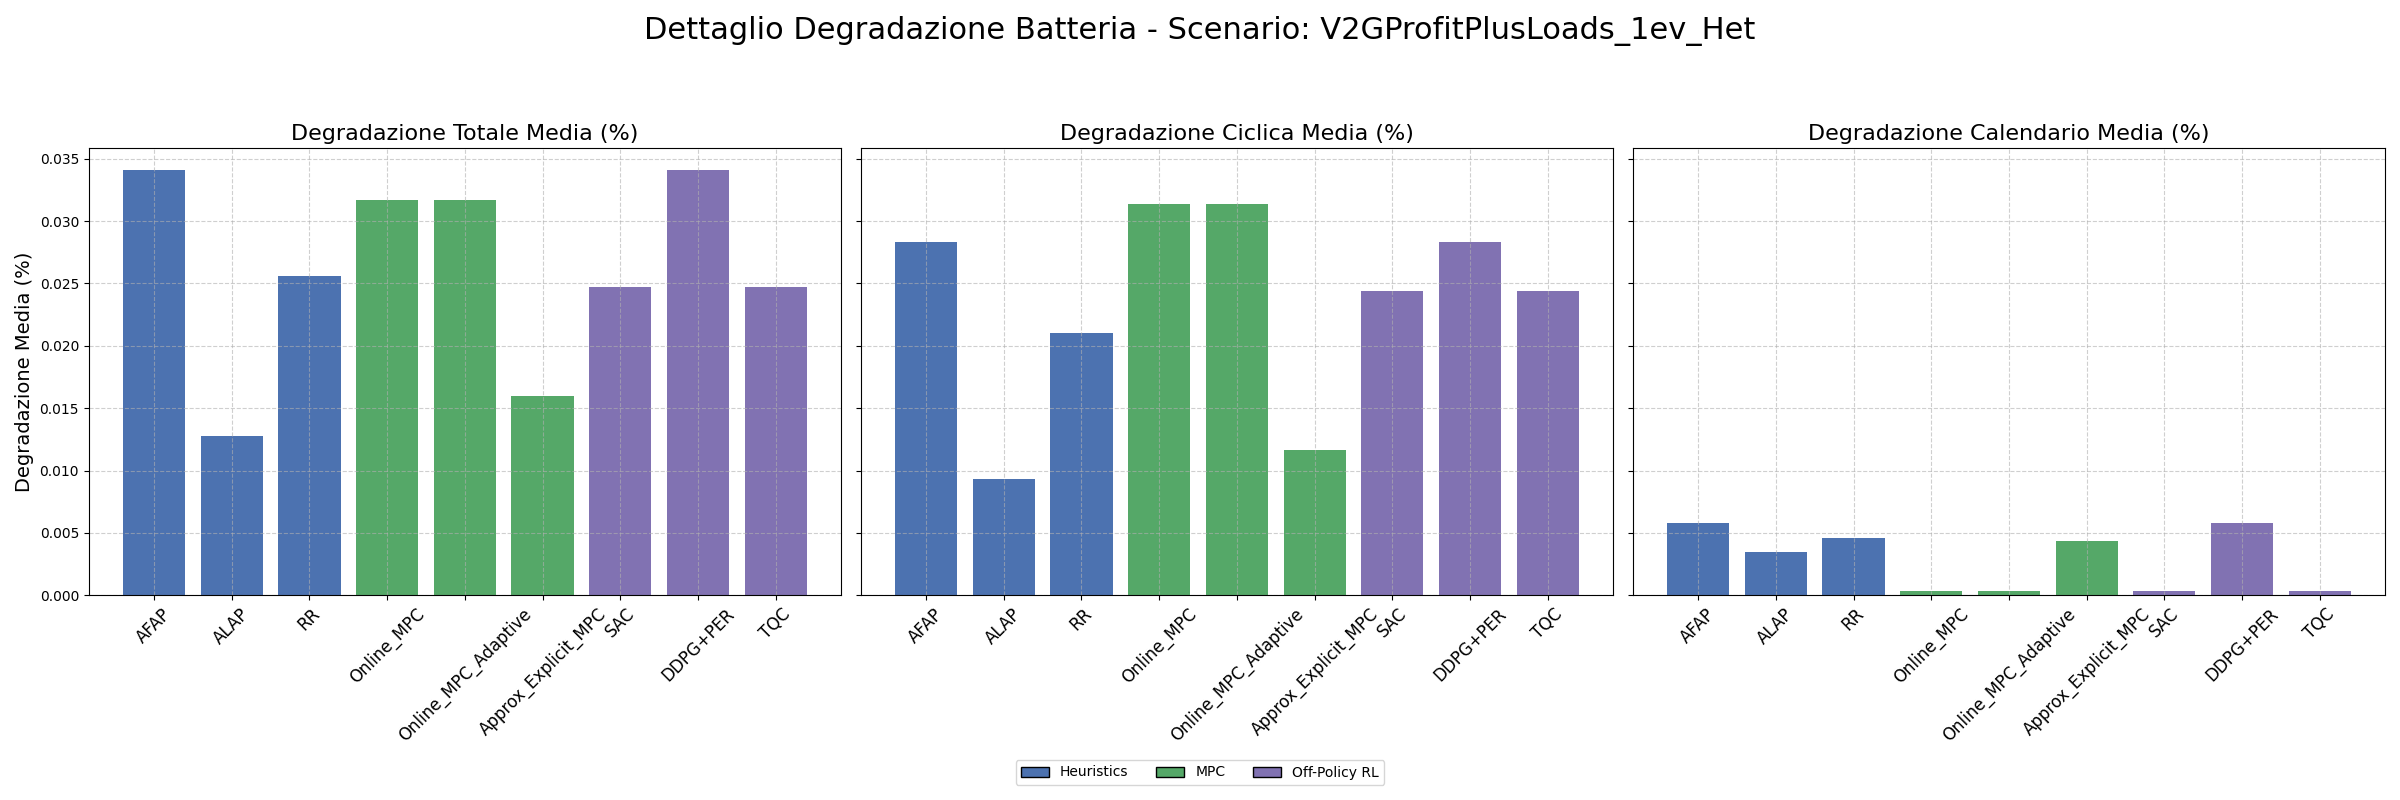 Dettaglio Degradazione Batteria - Scenario: V2GProfitPlusLoads_1ev_Het
Degradazione Totale Media (%)
Degradazione Media (%)
0.035
0.030
0.025
0.020
0.015
0.010
0.005
0.000
AFAP
ALAP
RR
Online_MPC
Online_MPC_Adaptive
Approx_Explicit_MPC
SAC
DDPG+PER
TQC
Degradazione Ciclica Media (%)
AFAP
ALAP
RR
Online_MPC
Online_MPC_Adaptive
Approx_Explicit_MPC
SAC
DDPG+PER
TQC
Degradazione Calendario Media (%)
AFAP
ALAP
RR
Online_MPC
Online_MPC_Adaptive
Approx_Explicit_MPC
SAC
DDPG+PER
TQC
Heuristics
MPC
Off-Policy RL